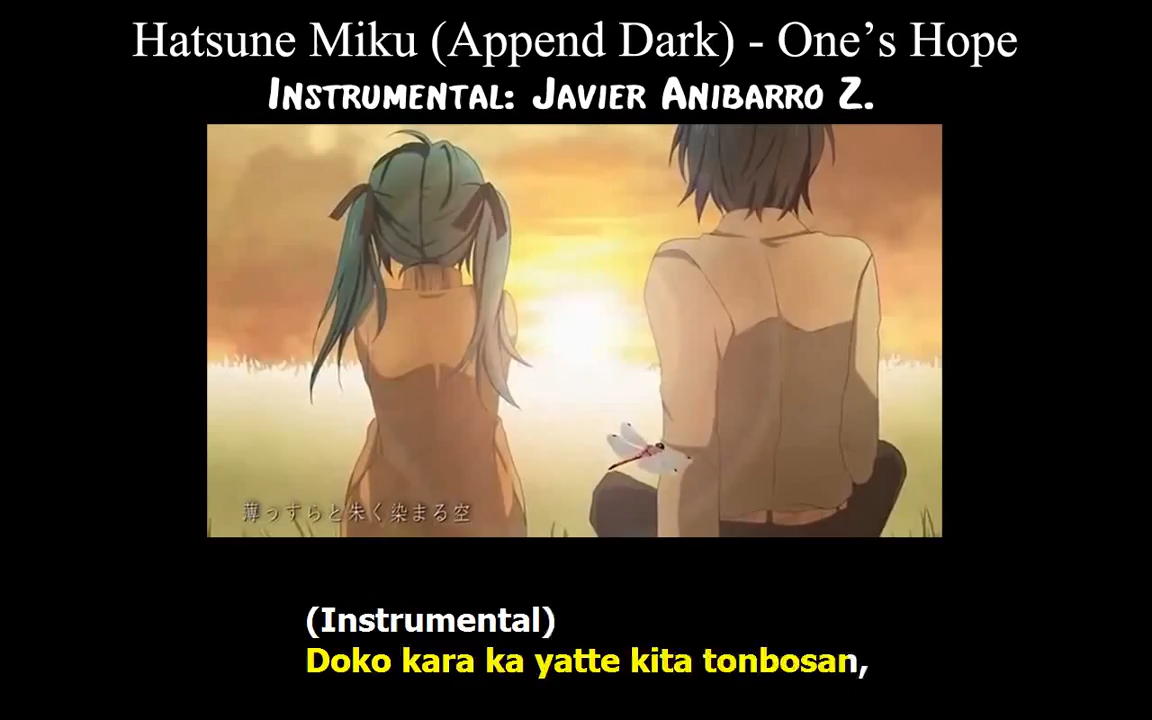 Hatsune Miku (Append Dark) - One’s Hope
Instrumental: Javier Anibarro Z.
薄っすらと朱く染まる空
(Instrumental)
Doko kara ka yatte kita tonbosan,